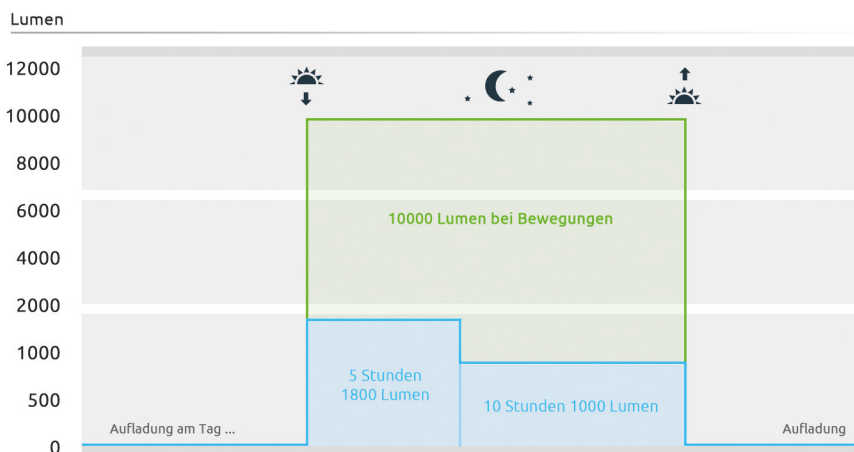 Lumen
12000
10000
8000
6000
4000
2000
1000
500
0
10000 Lumen bei Bewegungen
5 Stunden
1800 Lumen
10 Stunden 1000 Lumen
Aufladung am Tag ...
Aufladung